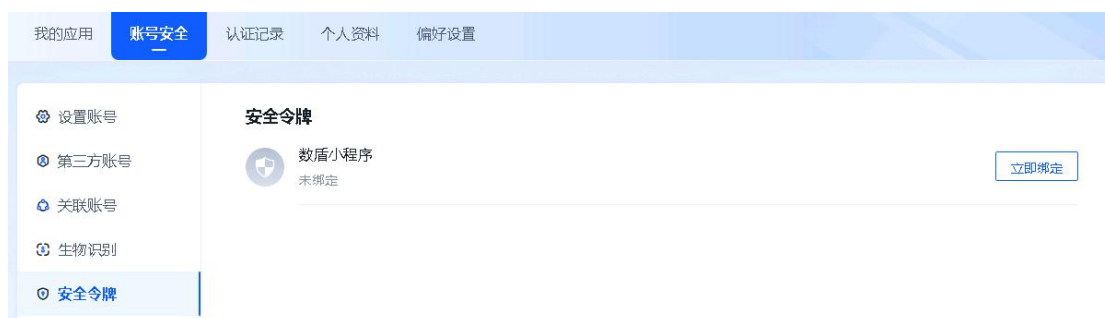 我的应用 账号安全 认证记录 个人资料 偏好设置
设置账号
第三方账号
关联账号
生物识别
安全令牌
安全令牌
数盾小程序
未绑定
立即绑定